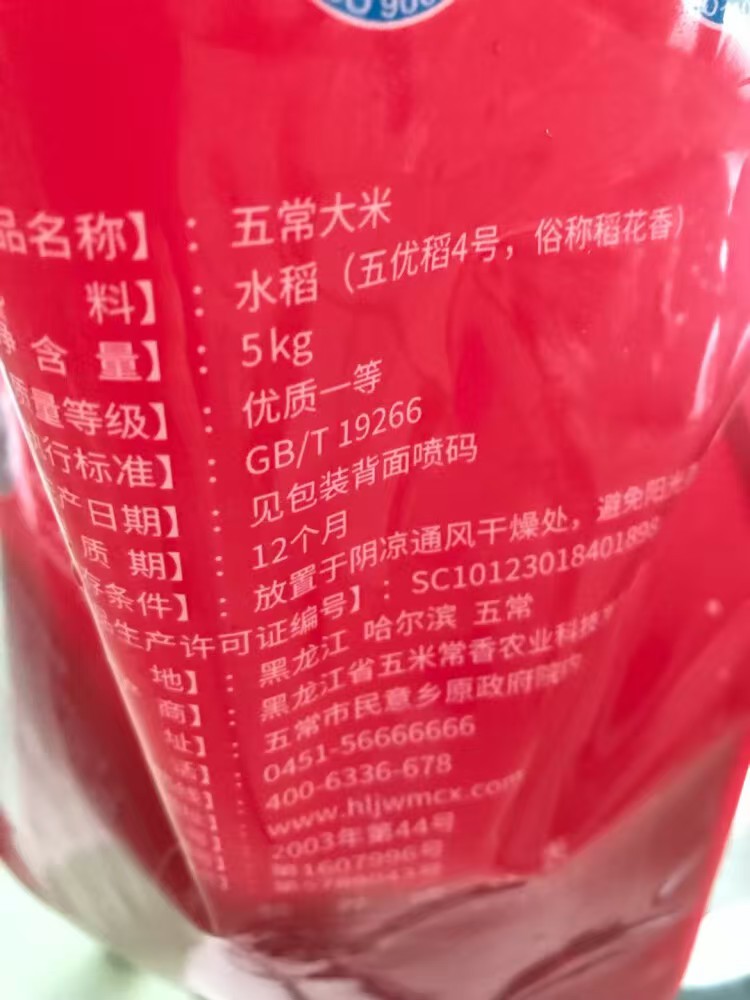 品名称】：五常大米
料】：水稻（五优稻4号，俗称稻花香）
含 量】：5kg
质量等级】：优质一等
行标准】：GB/T 19266
产日期】：见包装背面喷码
质 期】：12个月
存条件】：放置于阴凉通风干燥处，避免阳光
生产许可证编号】：SC10123018401898
地】：黑龙江 哈尔滨 五常
商】：黑龙江省五米常香农业科技
址】：五常市民意乡原政府院内
】：0451-56666666
】：400-6336-678
www.hljwmcx.com
2003年第44号
第1607996号